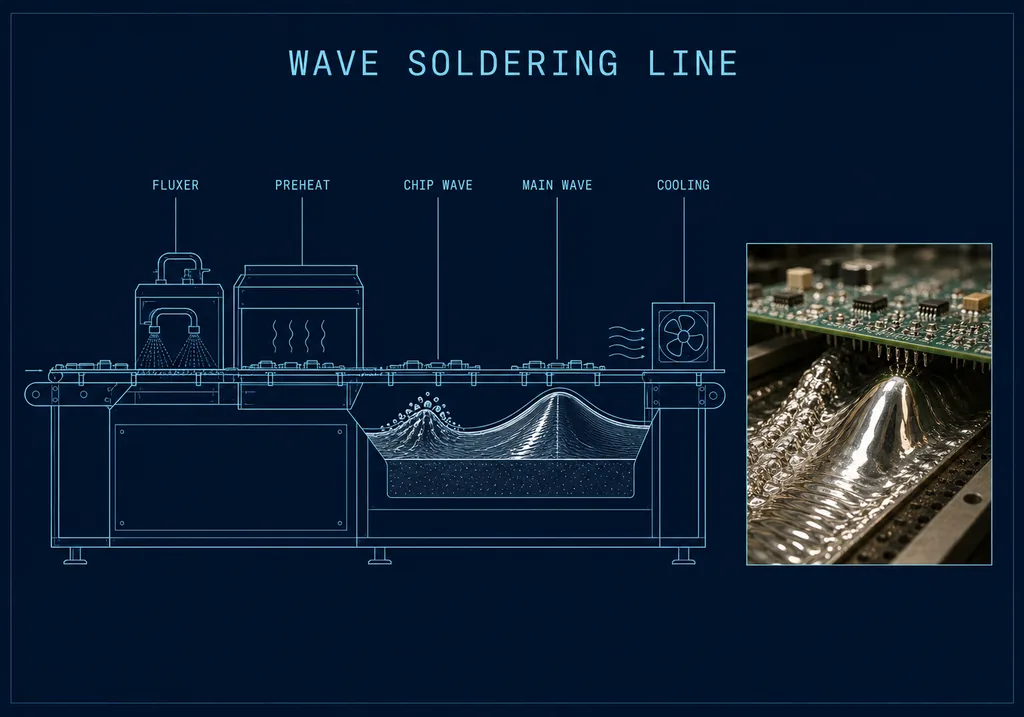 WAVE SOLDERING LINE
FLUXER
PREHEAT
CHIP WAVE
MAIN WAVE
COOLING